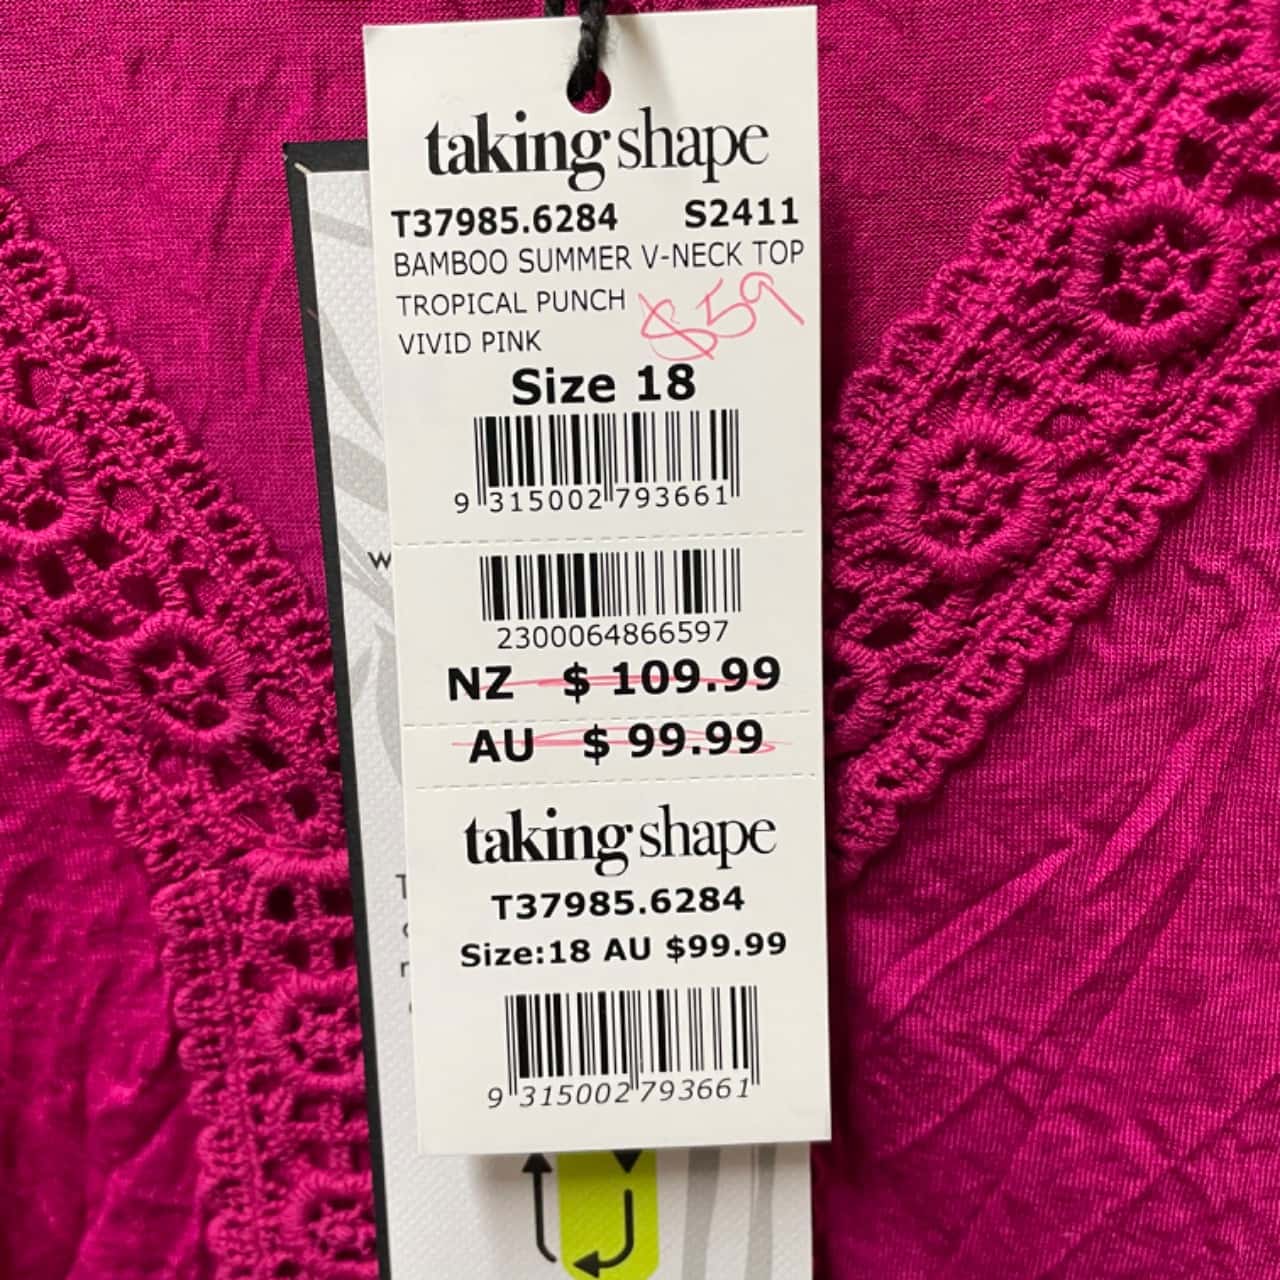 taking shape
T37985.6284 S2411
BAMBOO SUMMER V-NECK TOP
TROPICAL PUNCH $59
VIVID PINK
Size 18
9 315002 793661
2300064866597
NZ $ 109.99
AU $ 99.99
taking shape
T37985.6284
Size:18 AU $99.99
9 315002 793661